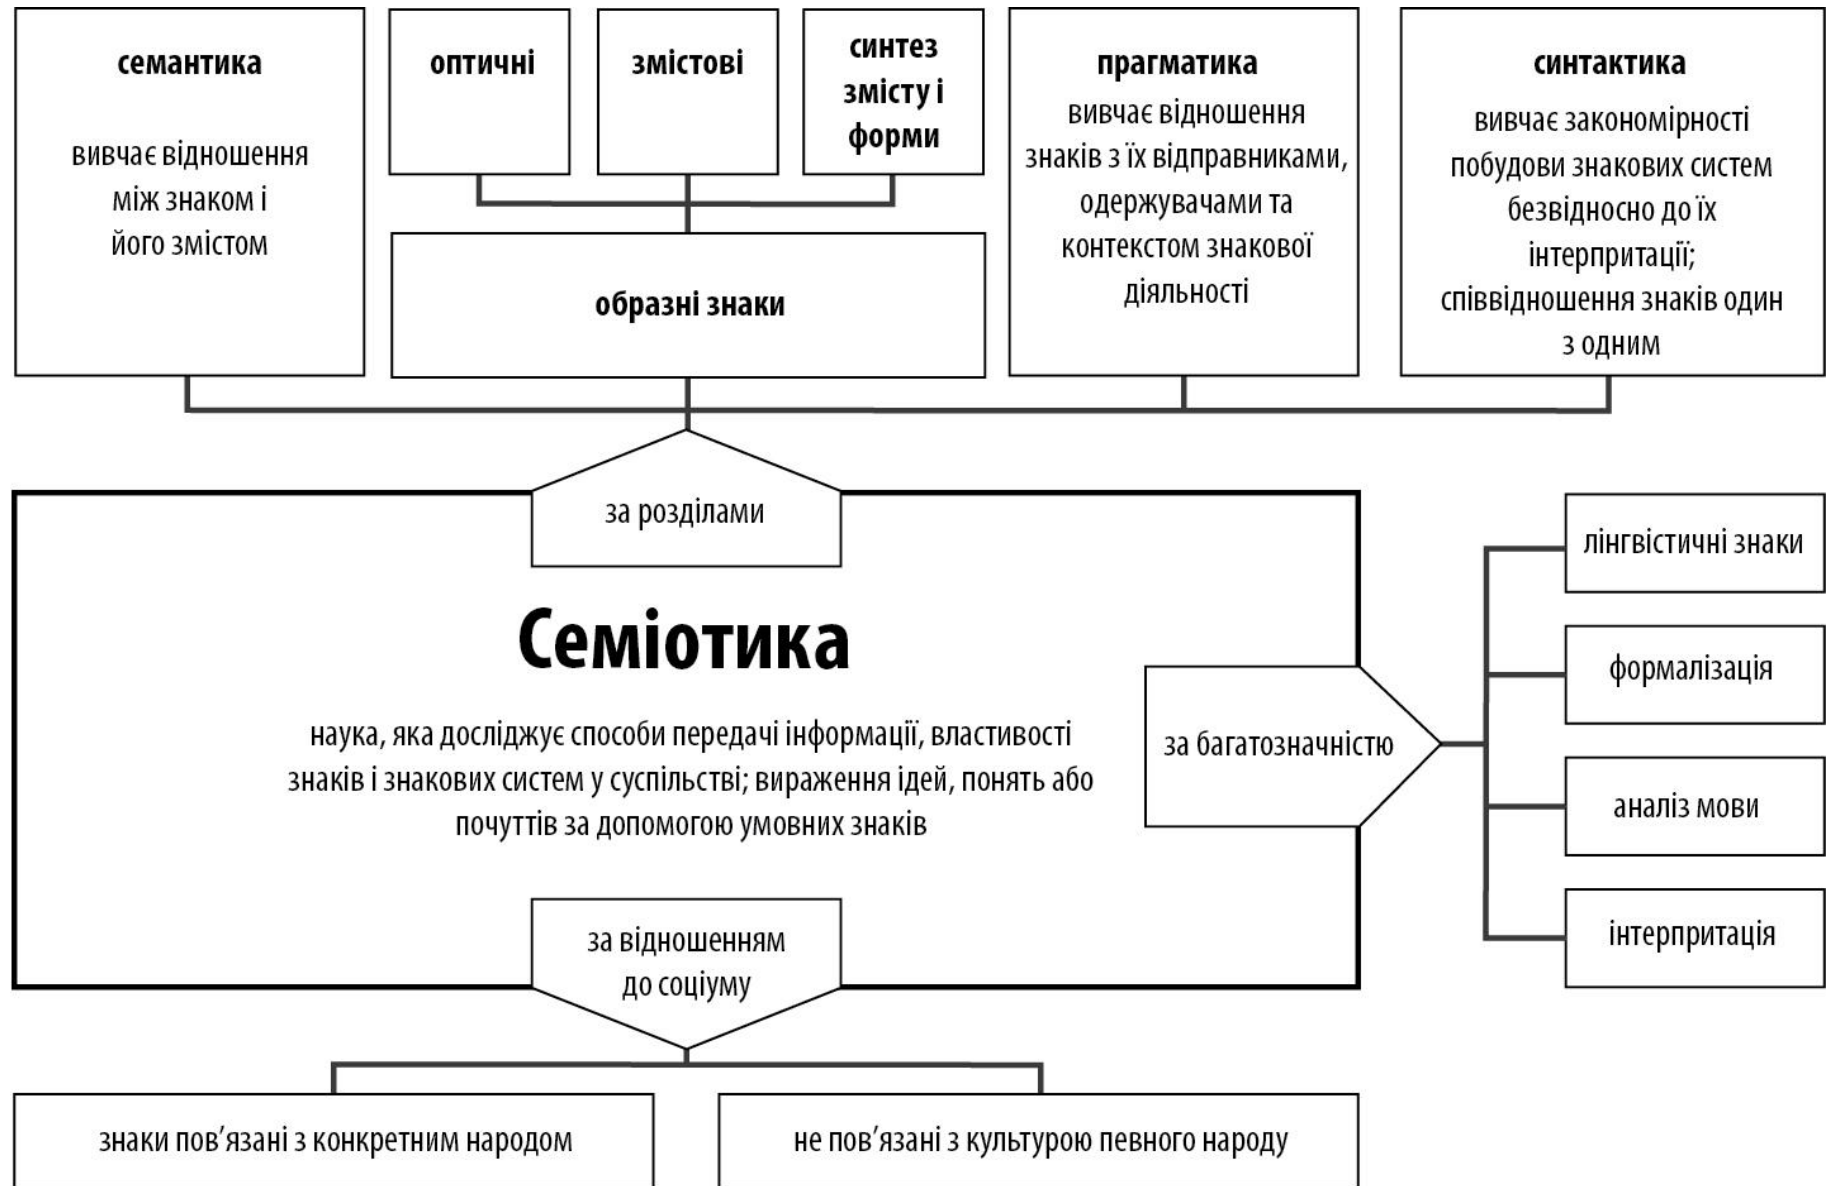 семантика
вивчає відношення
між знаком і
його змістом
оптичні
змістові
синтез
змісту і
форми
образні знаки
прагматика
вивчає відношення
знаків з їх відправниками,
одержувачами та
контекстом знакової
діяльності
синтактика
вивчає закономірності
побудови знакових систем
безвідносно до їх
інтерпритації;
співвідношення знаків один
з одним
за розділами
Семіотика
наука, яка досліджує способи передачі інформації, властивості
знаків і знакових систем у суспільстві; вираження ідей, понять або
почуттів за допомогою умовних знаків
за багатозначністю
лінгвістичні знаки
формалізація
аналіз мови
інтерпритація
за відношенням
до соціуму
знаки пов’язані з конкретним народом
не пов’язані з культурою певного народу